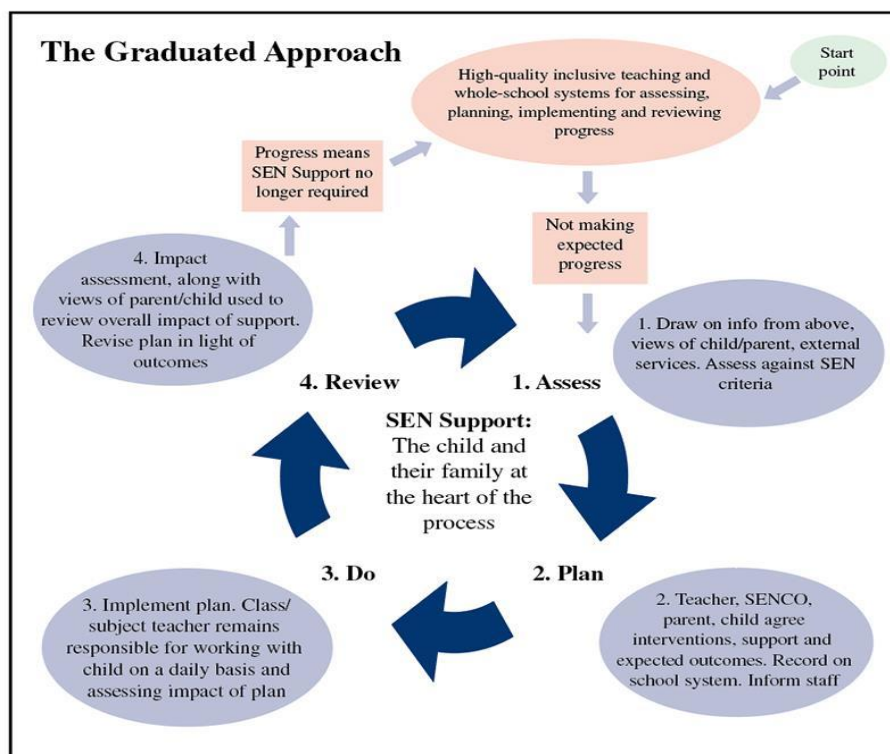 The Graduated Approach
Start
point
High-quality inclusive teaching and
whole-school systems for assessing,
planning, implementing and reviewing
progress
Progress means
SEN Support no
longer required
Not making
expected
progress
4. Impact
assessment, along with
views of parent/child used to
review overall impact of support.
Revise plan in light of
outcomes
1. Draw on info from above,
views of child/parent, external
services. Assess against SEN
criteria
4. Review
1. Assess
SEN Support:
The child and
their family at
the heart of the
process
3. Do
2. Plan
3. Implement plan. Class/
subject teacher remains
responsible for working with
child on a daily basis and
assessing impact of plan
2. Teacher, SENCO,
parent, child agree
interventions, support and
expected outcomes. Record on
school system. Inform staff